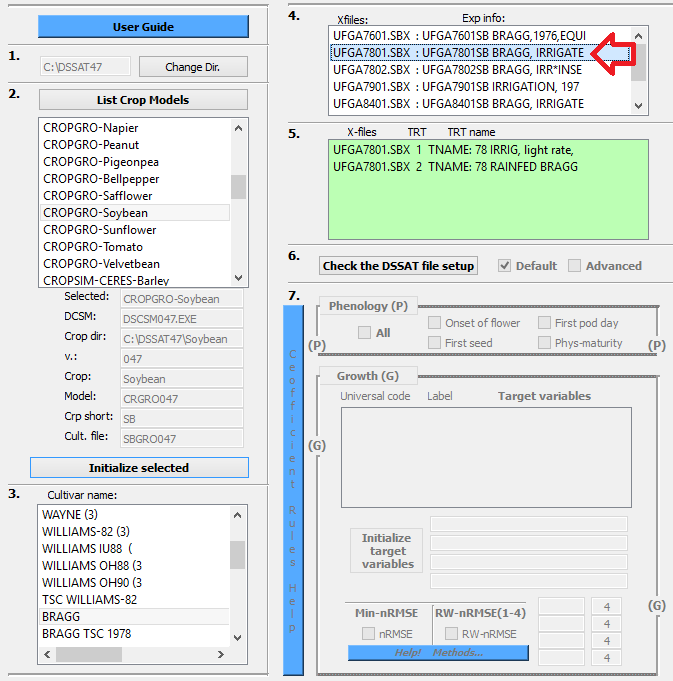 User Guide
1.
C:\DSSAT47
Change Dir.
2.
List Crop Models
CROPGRO-Napier
CROPGRO-Peanut
CROPGRO-Pigeonpea
CROPGRO-Bellpepper
CROPGRO-Safflower
CROPGRO-Soybean
CROPGRO-Sunflower
CROPGRO-Tomato
CROPGRO-Velvetbean
CROPSIM-CERES-Barley
Selected: CROPGRO-Soybean
DCSM: DSCSM047.EXE
Crop dir: C:\DSSAT47\Soybean
v.: 047
Crop: Soybean
Model: CRGRO047
Crp short: SB
Cult. file: SBGRO047
Initialize selected
3.
Cultivar name:
WAYNE (3)
WILLIAMS-82 (3)
WILLIAMS IU88 (
WILLIAMS OH88 (3
WILLIAMS OH90 (3
TSC WILLIAMS-82
BRAGG
BRAGG TSC 1978
4.
Xfiles: Exp info:
UFGA7601.SBX : UFGA7601SB BRAGG,1976,EQUI
UFGA7801.SBX : UFGA7801SB BRAGG, IRRIGATE
UFGA7802.SBX : UFGA7802SB BRAGG, IRR*INSE
UFGA7901.SBX : UFGA7901SB IRRIGATION, 197
UFGA8401.SBX : UFGA8401SB BRAGG, IRRIGATE
5.
X-files TRT TRT name
UFGA7801.SBX 1 TNAME: 78 IRRIG, light rate,
UFGA7801.SBX 2 TNAME: 78 RAINFED BRAGG
6.
Check the DSSAT file setup
Default
Advanced
7.
Ceofficient Rules Help
Phenology (P)
All
Onset of flower
First pod day
First seed
Phys-maturity
(P)
(P)
Growth (G)
Universal code Label Target variables
(G)
Initialize
target
variables
Min-nRMSE
RW-nRMSE(1-4)
nRMSE
RW-nRMSE
4
4
4
4
(G)
Help! Methods...